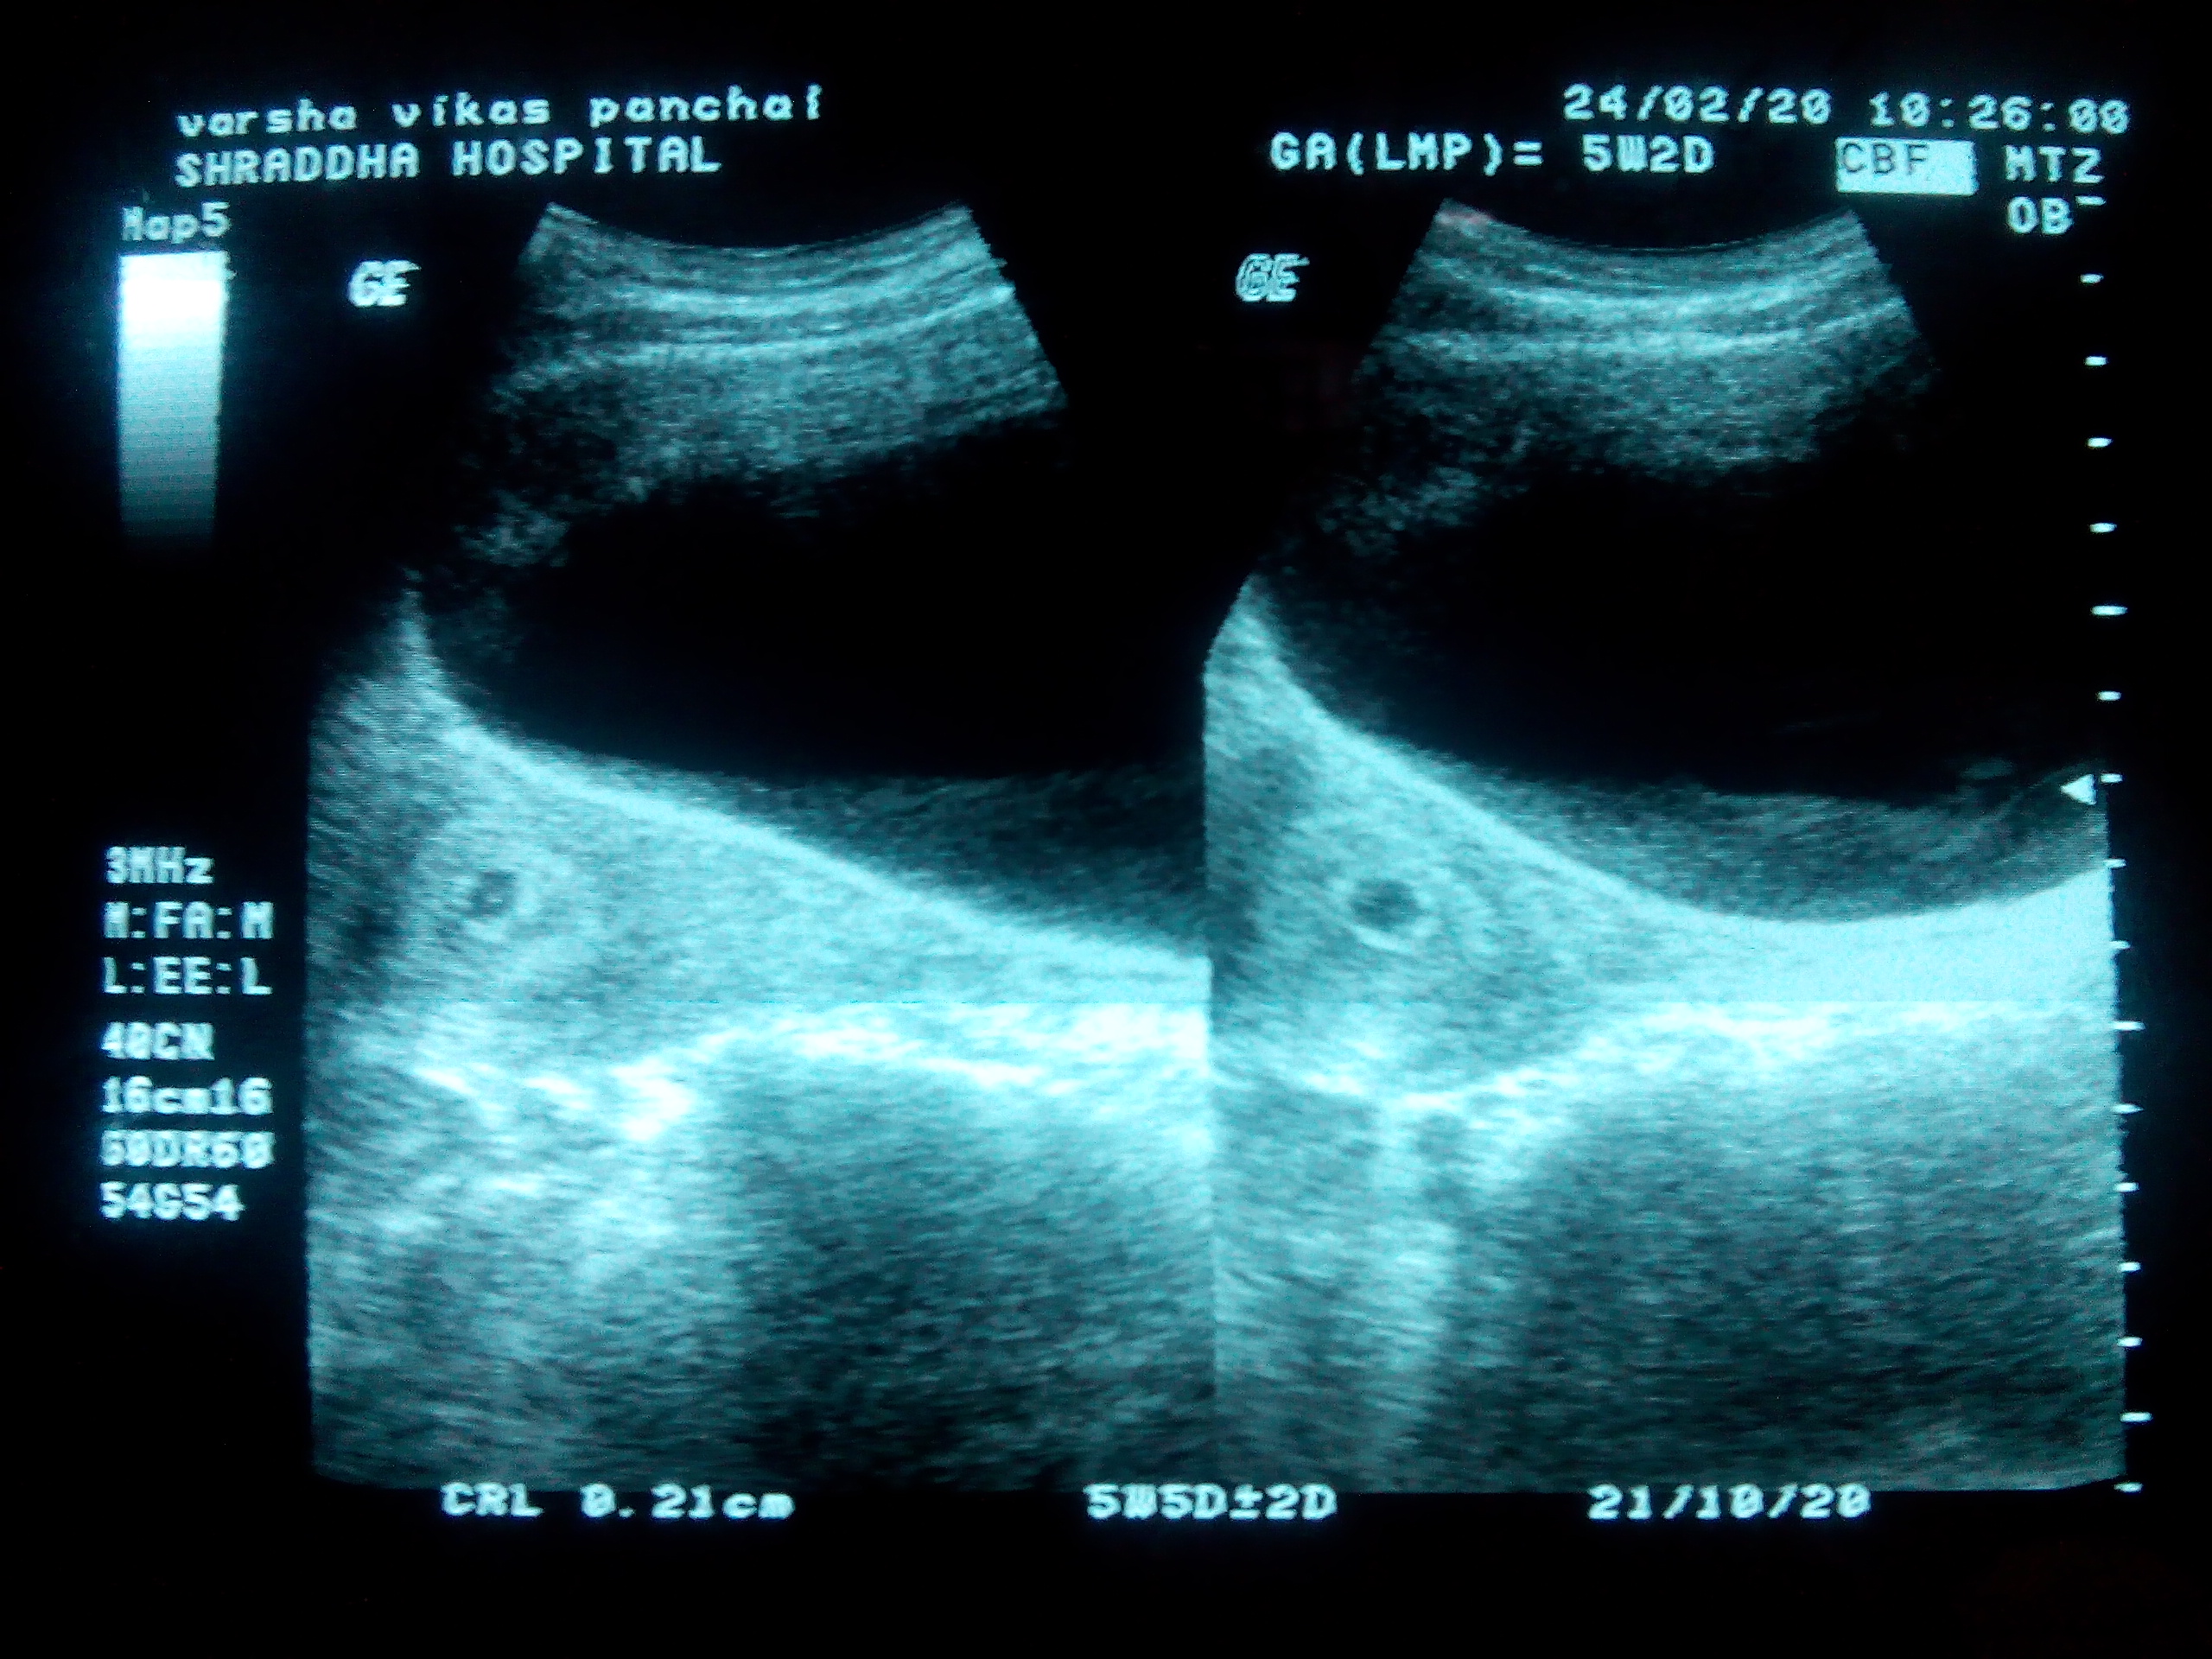 varsha vikas panchal
SHRADDHA HOSPITAL
24/02/20 10:26:00
GA(LMP)= 5W2D
CBF
MTZ
OB
Map5
GE
GE
3MHz
M:FA:M
L:EE:L
40CN
16cm16
60DR60
54G54
CRL 0.21cm
5W5D±2D
21/10/20